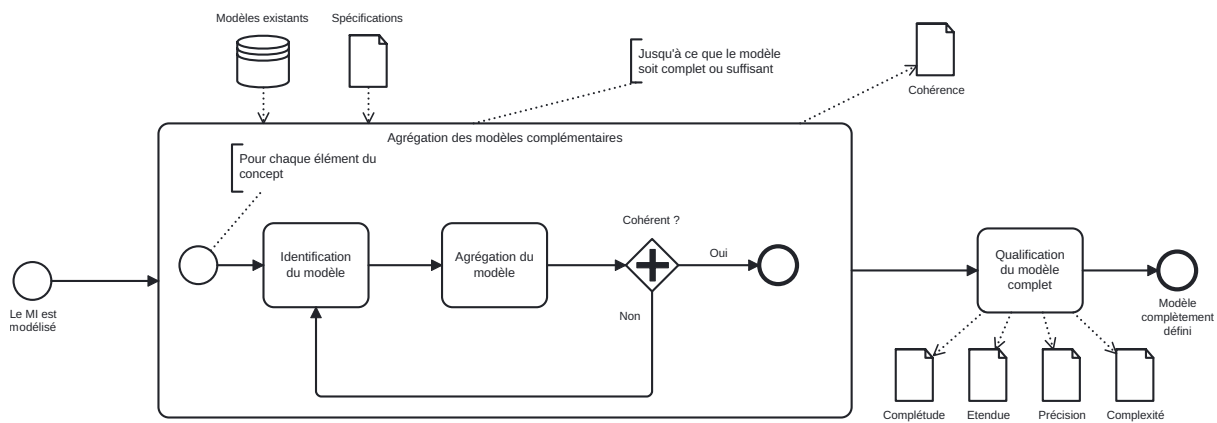 Modèles existants
Spécifications
Jusqu'à ce que le modèle
soit complet ou suffisant
Cohérence
Agrégation des modèles complémentaires
Pour chaque élément du
concept
Cohérent ?
Identification
du modèle
Agrégation du
modèle
Oui
Non
Le MI est
modélisé
Qualification
du modèle
complet
Modèle
complètement
défini
Complétude
Etendue
Précision
Complexité